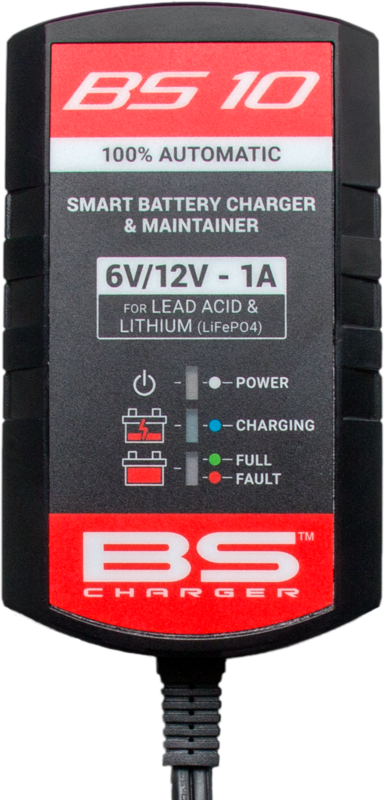 BS 10
100% AUTOMATIC
SMART BATTERY CHARGER
& MAINTAINER
6V/12V - 1A
FOR LEAD ACID &
LITHIUM (LiFePO4)
POWER
CHARGING
FULL
FAULT
BS™
CHARGER